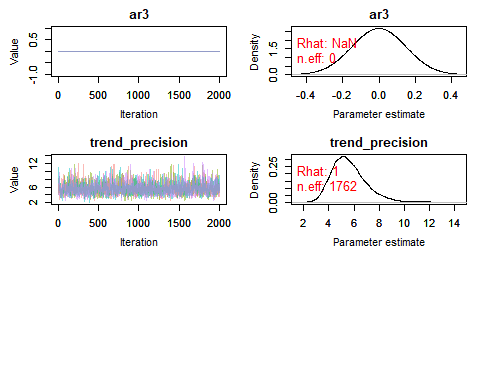 ar3
Value
-1.0
0.5
0
500
1000
1500
2000
Iteration
ar3
Density
0.0
1.5
Rhat: NaN
n.eff: 0
-0.4
-0.2
0.0
0.2
0.4
Parameter estimate
trend_precision
Value
2
6
12
0
500
1000
1500
2000
Iteration
trend_precision
Density
0.00
0.25
Rhat: 1
n.eff: 1762
2
4
6
8
10
12
14
Parameter estimate